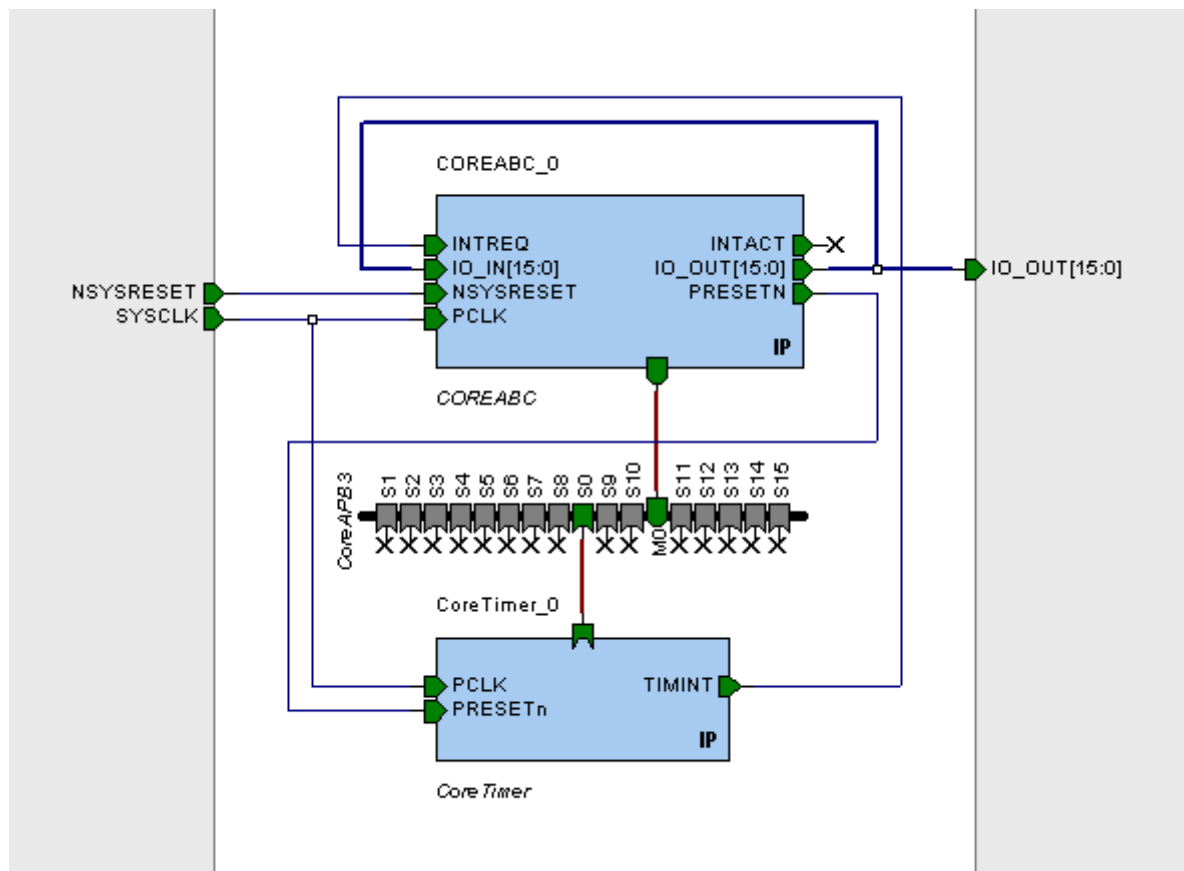 COREABC_0
INTREQ
INTACT
IO_IN[15:0]
IO_OUT[15:0]
IO_OUT[15:0]
NSYSRESET
NSYSRESET
PRESETN
SYSCLK
PCLK
IP
COREABC
CoreAPB3
S1
S2
S3
S4
S5
S6
S7
S8
S0
S9
S10
M0
S11
S12
S13
S14
S15
CoreTimer_0
PCLK
TIMINT
PRESETn
IP
CoreTimer